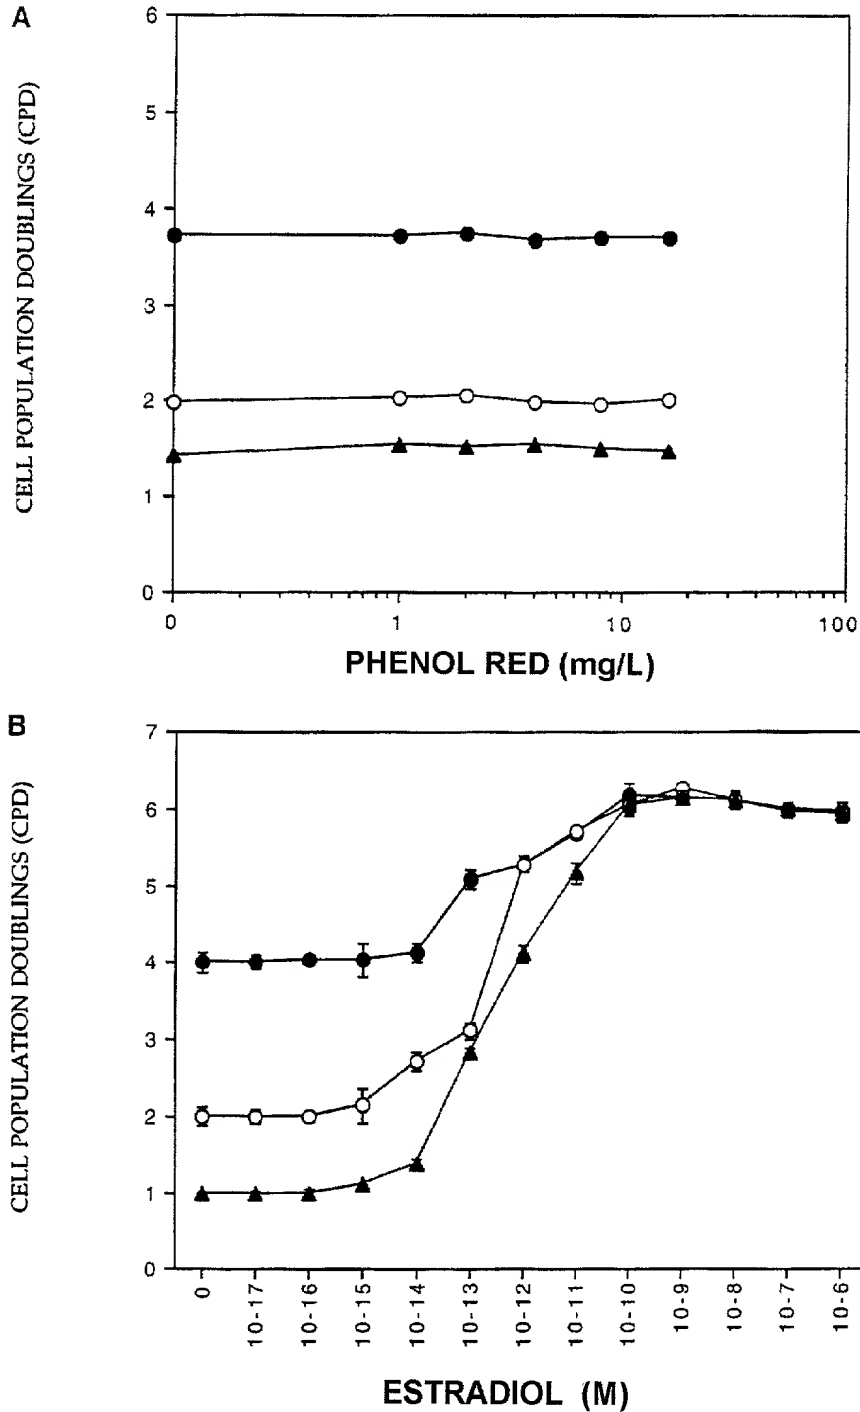 A
CELL POPULATION DOUBLINGS (CPD)
6
5
4
3
2
1
0
0 1 10 100
PHENOL RED (mg/L)
B
CELL POPULATION DOUBLINGS (CPD)
7
6
5
4
3
2
1
0
0 10-17 10-16 10-15 10-14 10-13 10-12 10-11 10-10 10-9 10-8 10-7 10-6
ESTRADIOL (M)